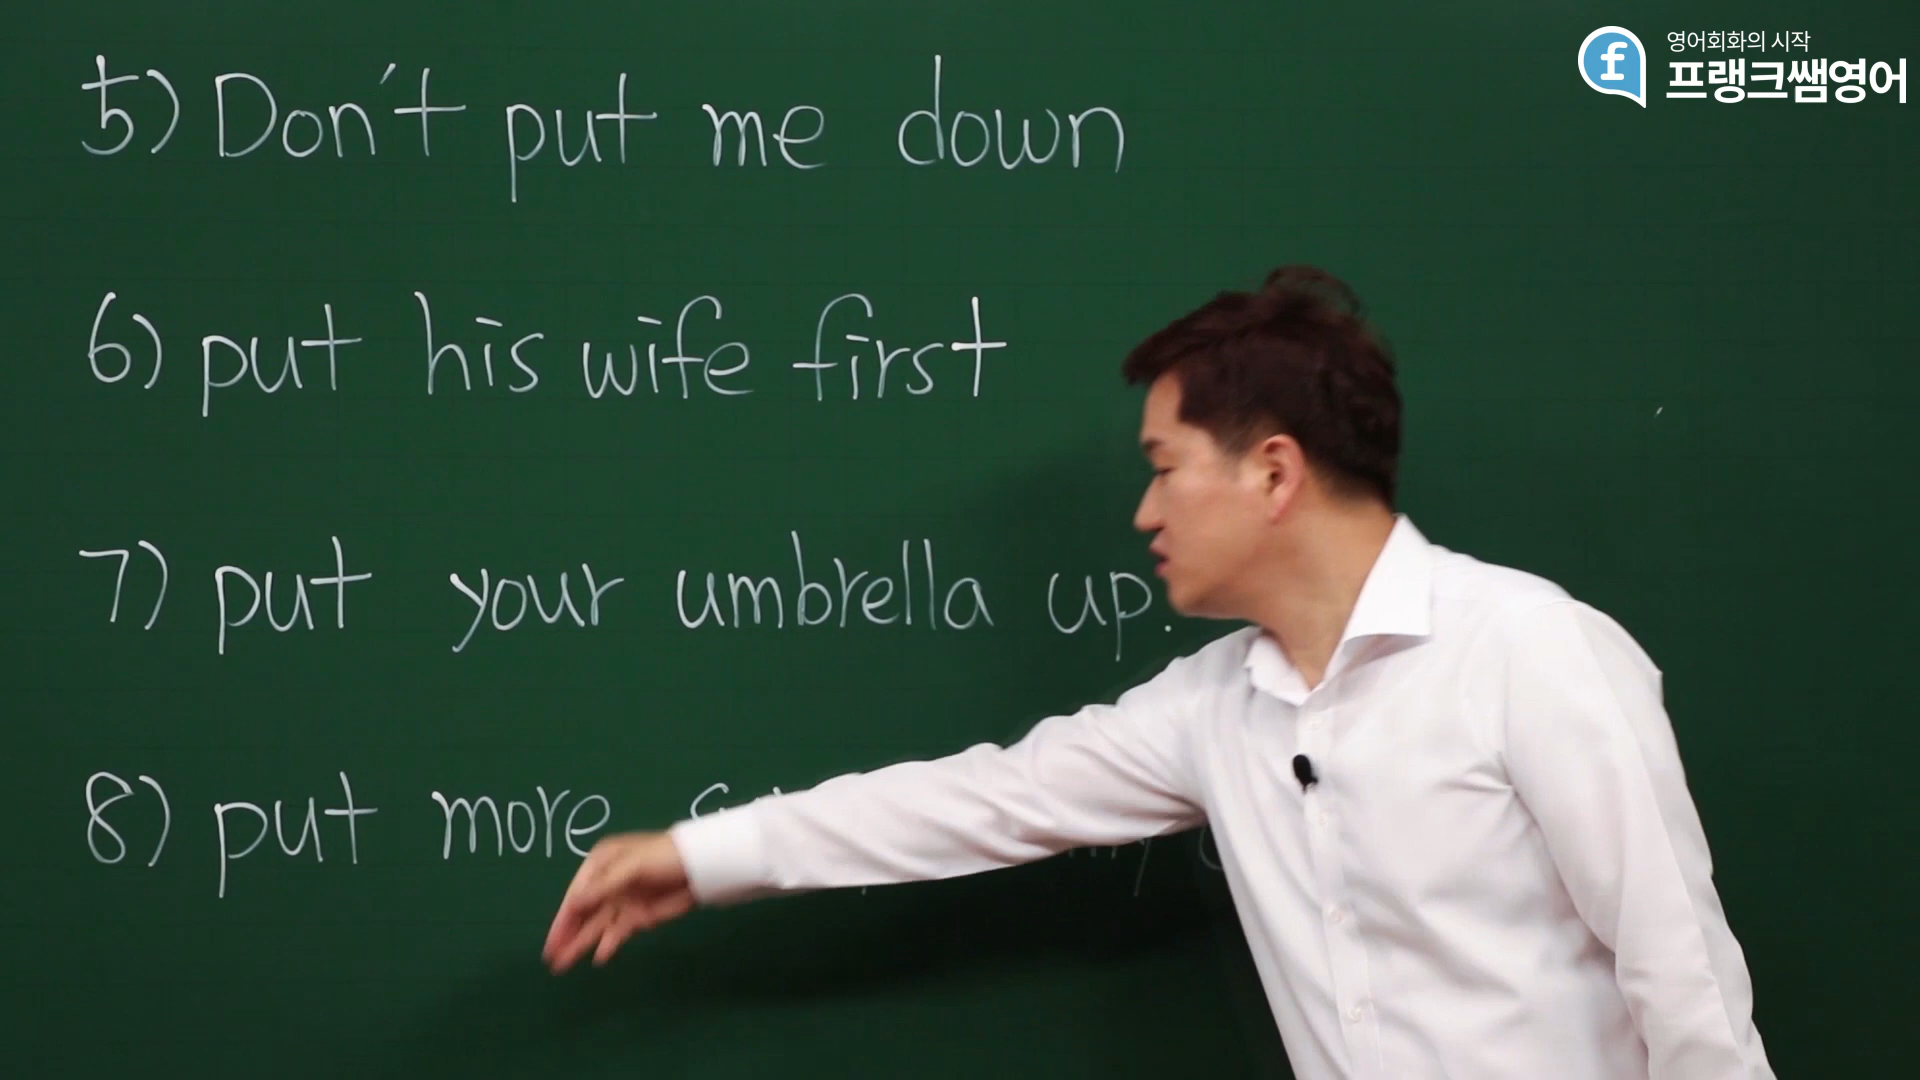 영어회화의 시작
프랭크쌤영어
5) Don't put me down
6) put his wife first
7) put your umbrella up.
8) put more